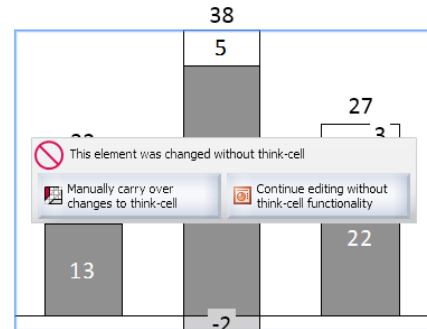 38
5
27
3
This element was changed without think-cell
Manually carry over
changes to think-cell
Continue editing without
think-cell functionality
22
13
-2